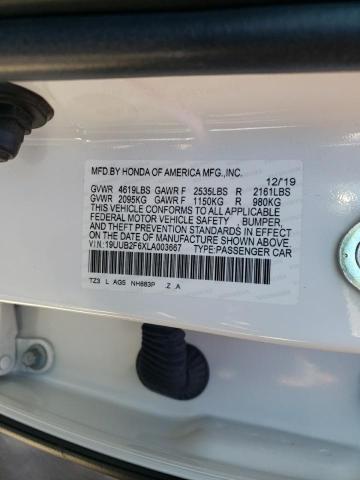 MFD.BY HONDA OF AMERICA MFG.,INC.
12/'19
GVWR 4619LBS GAWR F 2535LBS R 2161LBS
GVWR 2095KG GAWR F 1150KG R 980KG
THIS VEHICLE CONFORMS TO ALL APPLICABLE
FEDERAL MOTOR VEHICLE SAFETY , BUMPER,
AND THEFT PREVENTION STANDARDS IN EFFECT
ON THE DATE OF MANUFACTURE SHOWN ABOVE.
V I N: 19UUB2F6XLA003667 TYPE:PASSENGER CAR
TZ3 L AG5 NH883P .Z .A